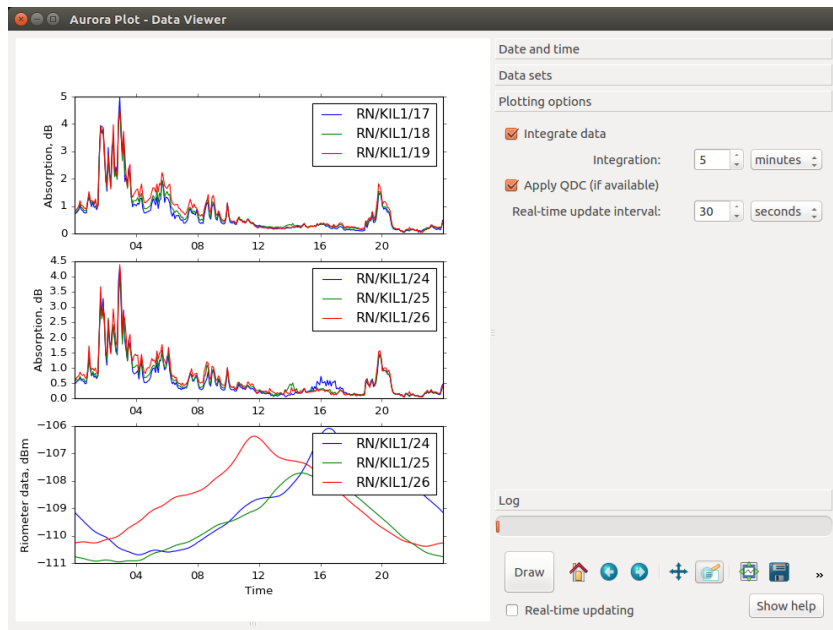 Aurora Plot - Data Viewer
Date and time
Data sets
Plotting options
Integrate data
Integration: 5 minutes
Apply QDC (if available)
Real-time update interval: 30 seconds
5
4
3
2
1
0
Absorption, dB
RN/KIL1/17
RN/KIL1/18
RN/KIL1/19
04 08 12 16 20
4.5
4.0
3.5
3.0
2.5
2.0
1.5
1.0
0.5
0.0
Absorption, dB
RN/KIL1/24
RN/KIL1/25
RN/KIL1/26
04 08 12 16 20
−106
−107
−108
−109
−110
−111
Riometer data, dBm
RN/KIL1/24
RN/KIL1/25
RN/KIL1/26
04 08 12 16 20
Time
Log
Draw
»
Real-time updating
Show help